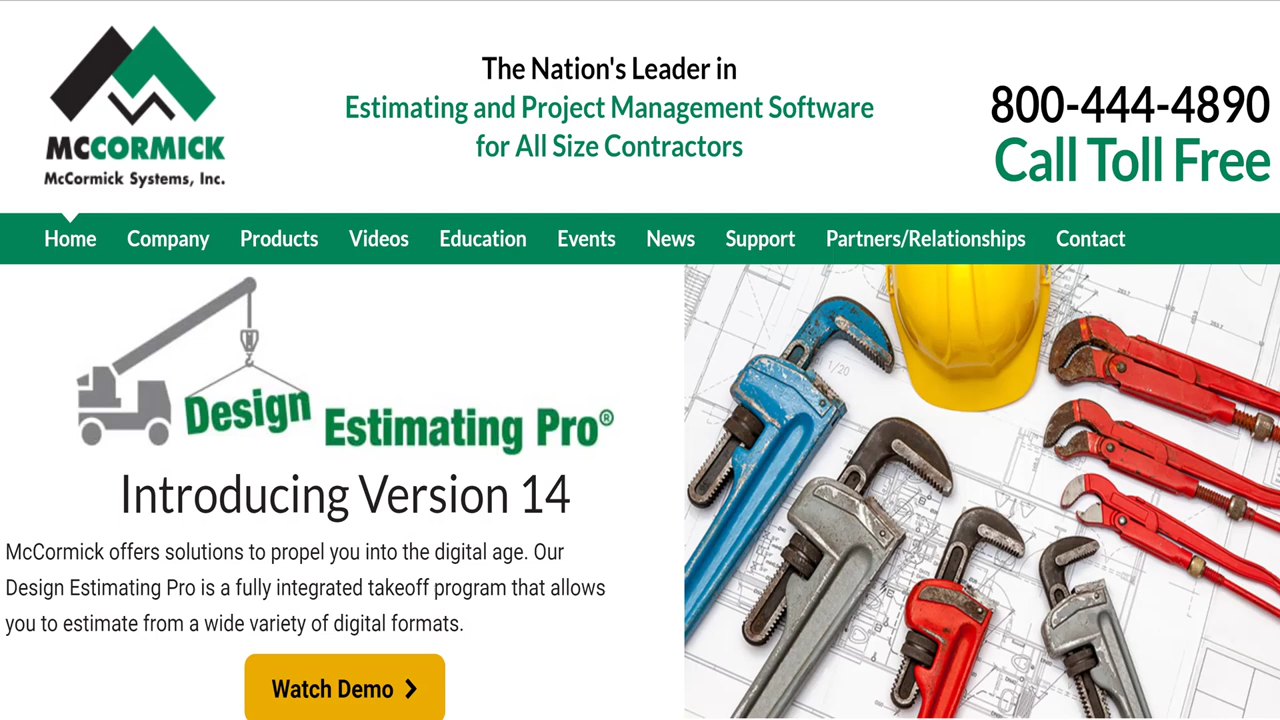 MCCORMICK
McCormick Systems, Inc.
The Nation's Leader in
Estimating and Project Management Software
for All Size Contractors
800-444-4890
Call Toll Free
Home Company Products Videos Education Events News Support Partners/Relationships Contact
Design Estimating Pro®
Introducing Version 14
McCormick offers solutions to propel you into the digital age. Our
Design Estimating Pro is a fully integrated takeoff program that allows
you to estimate from a wide variety of digital formats.
Watch Demo
1/20